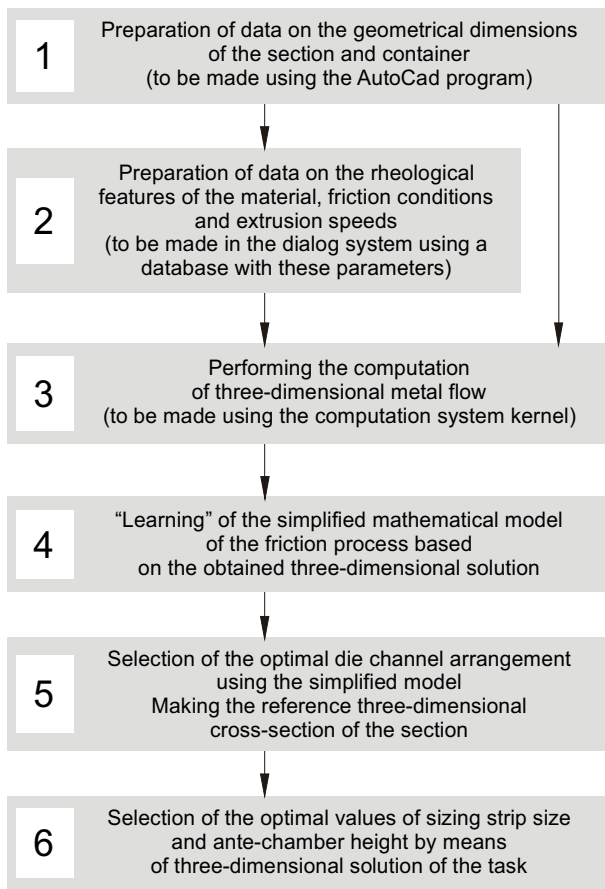 1
Preparation of data on the geometrical dimensions
of the section and container
(to be made using the AutoCad program)
2
Preparation of data on the rheological
features of the material, friction conditions
and extrusion speeds
(to be made in the dialog system using a
database with these parameters)
3
Performing the computation
of three-dimensional metal flow
(to be made using the computation system kernel)
4
“Learning” of the simplified mathematical model
of the friction process based
on the obtained three-dimensional solution
5
Selection of the optimal die channel arrangement
using the simplified model
Making the reference three-dimensional
cross-section of the section
6
Selection of the optimal values of sizing strip size
and ante-chamber height by means
of three-dimensional solution of the task